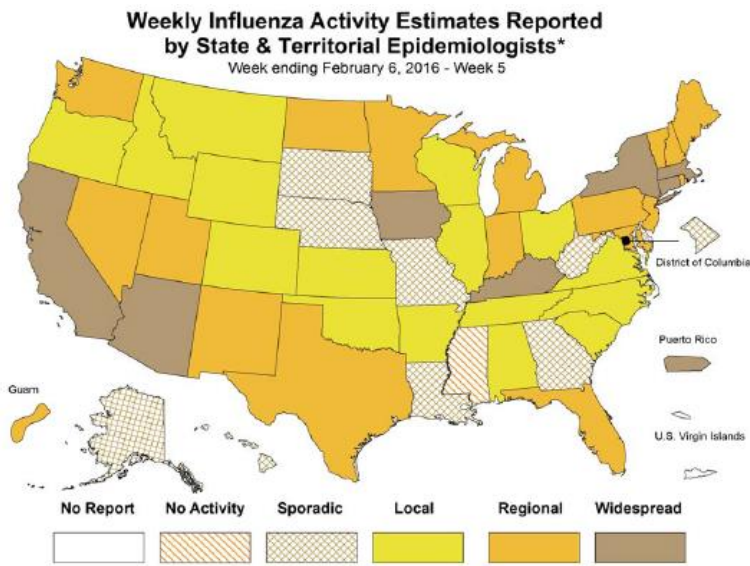 Weekly Influenza Activity Estimates Reported
by State & Territorial Epidemiologists*
Week ending February 6, 2016 - Week 5
District of Columbia
Puerto Rico
Guam
U.S. Virgin Islands
No Report No Activity Sporadic Local Regional Widespread